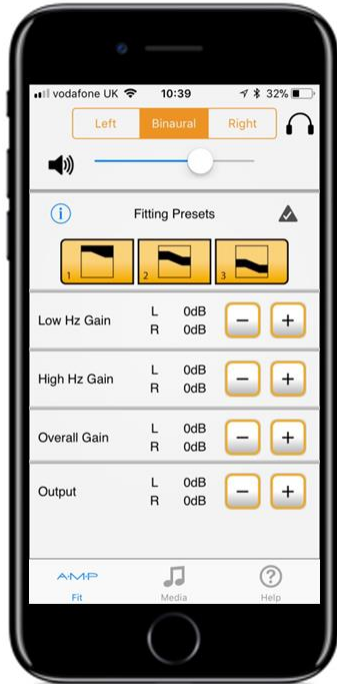 vodafone UK 10:39 32%
Left Binaural Right
i Fitting Presets
1 2 3
Low Hz Gain L 0dB
R 0dB
− +
High Hz Gain L 0dB
R 0dB
− +
Overall Gain L 0dB
R 0dB
− +
Output L 0dB
R 0dB
− +
A·M·P
Fit Media Help
?